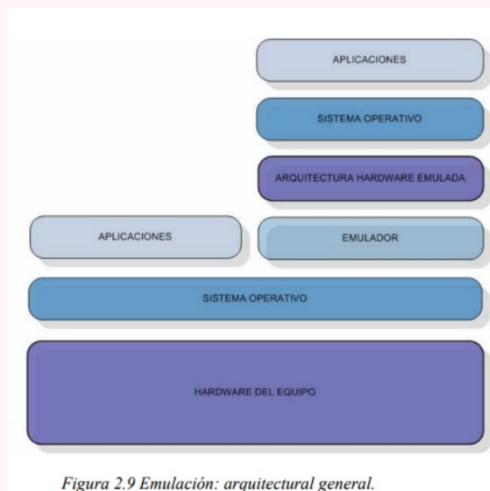 APLICACIONES
SISTEMA OPERATIVO
ARQUITECTURA HARDWARE EMULADA
APLICACIONES
EMULADOR
SISTEMA OPERATIVO
HARDWARE DEL EQUIPO
Figura 2.9 Emulación: arquitectural general.